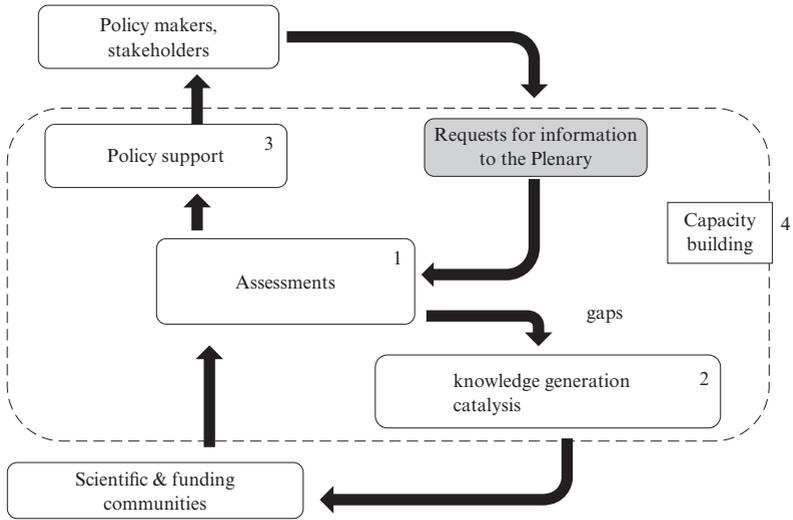 Policy makers,
stakeholders
Requests for information
to the Plenary
Policy support
3
Capacity
building
4
Assessments
1
gaps
knowledge generation
catalysis
2
Scientific & funding
communities